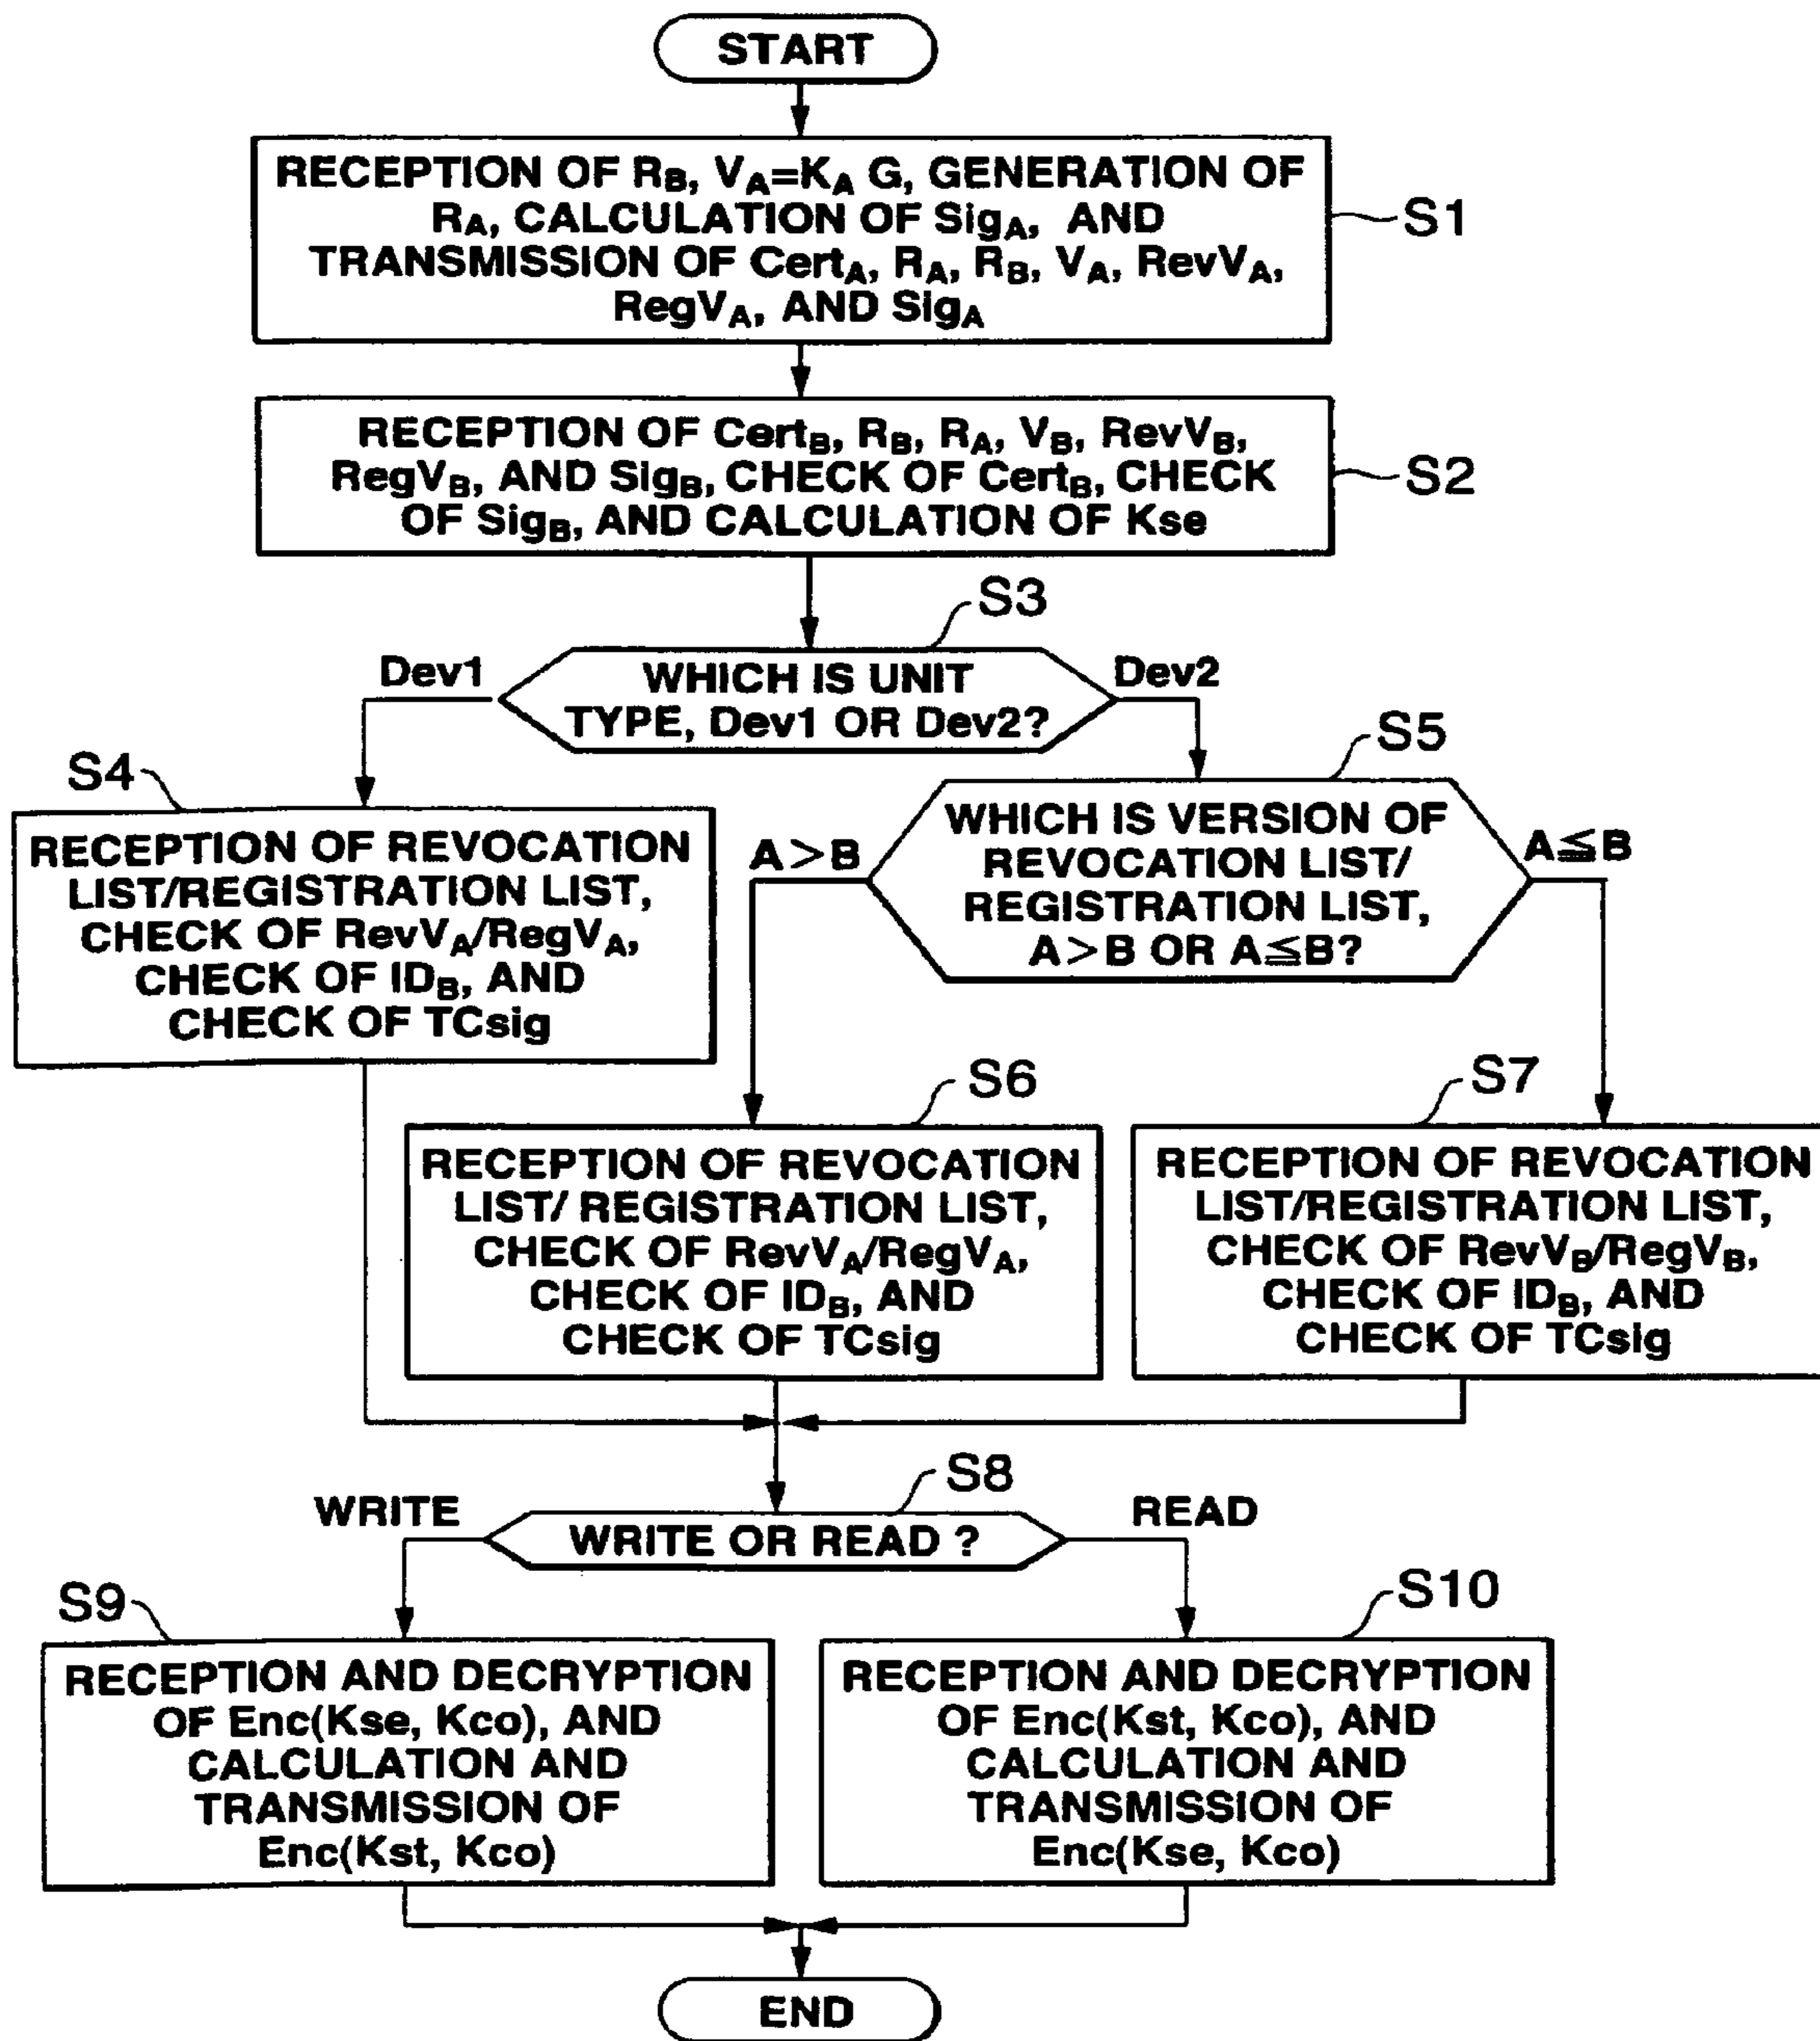 START
RECEPTION OF RB, VA=KA G, GENERATION OF
RA, CALCULATION OF SigA, AND
TRANSMISSION OF CertA, RA, RB, VA, RevVA,
RegVA, AND SigA
S1
RECEPTION OF CertB, RB, RA, VB, RevVB,
RegVB, AND SigB, CHECK OF CertB, CHECK
OF SigB, AND CALCULATION OF Kse
S2
S3
Dev1
WHICH IS UNIT
TYPE, Dev1 OR Dev2?
Dev2
S4
RECEPTION OF REVOCATION
LIST/REGISTRATION LIST,
CHECK OF RevVA/RegVA,
CHECK OF IDB, AND
CHECK OF TCsig
S5
A>B
WHICH IS VERSION OF
REVOCATION LIST/
REGISTRATION LIST,
A>B OR A≦B?
A≦B
S6
RECEPTION OF REVOCATION
LIST/ REGISTRATION LIST,
CHECK OF RevVA/RegVA,
CHECK OF IDB, AND
CHECK OF TCsig
S7
RECEPTION OF REVOCATION
LIST/REGISTRATION LIST,
CHECK OF RevVB/RegVB,
CHECK OF IDB, AND
CHECK OF TCsig
S8
WRITE
WRITE OR READ ?
READ
S9
RECEPTION AND DECRYPTION
OF Enc(Kse, Kco), AND
CALCULATION AND
TRANSMISSION OF
Enc(Kst, Kco)
S10
RECEPTION AND DECRYPTION
OF Enc(Kst, Kco), AND
CALCULATION AND
TRANSMISSION OF
Enc(Kse, Kco)
END